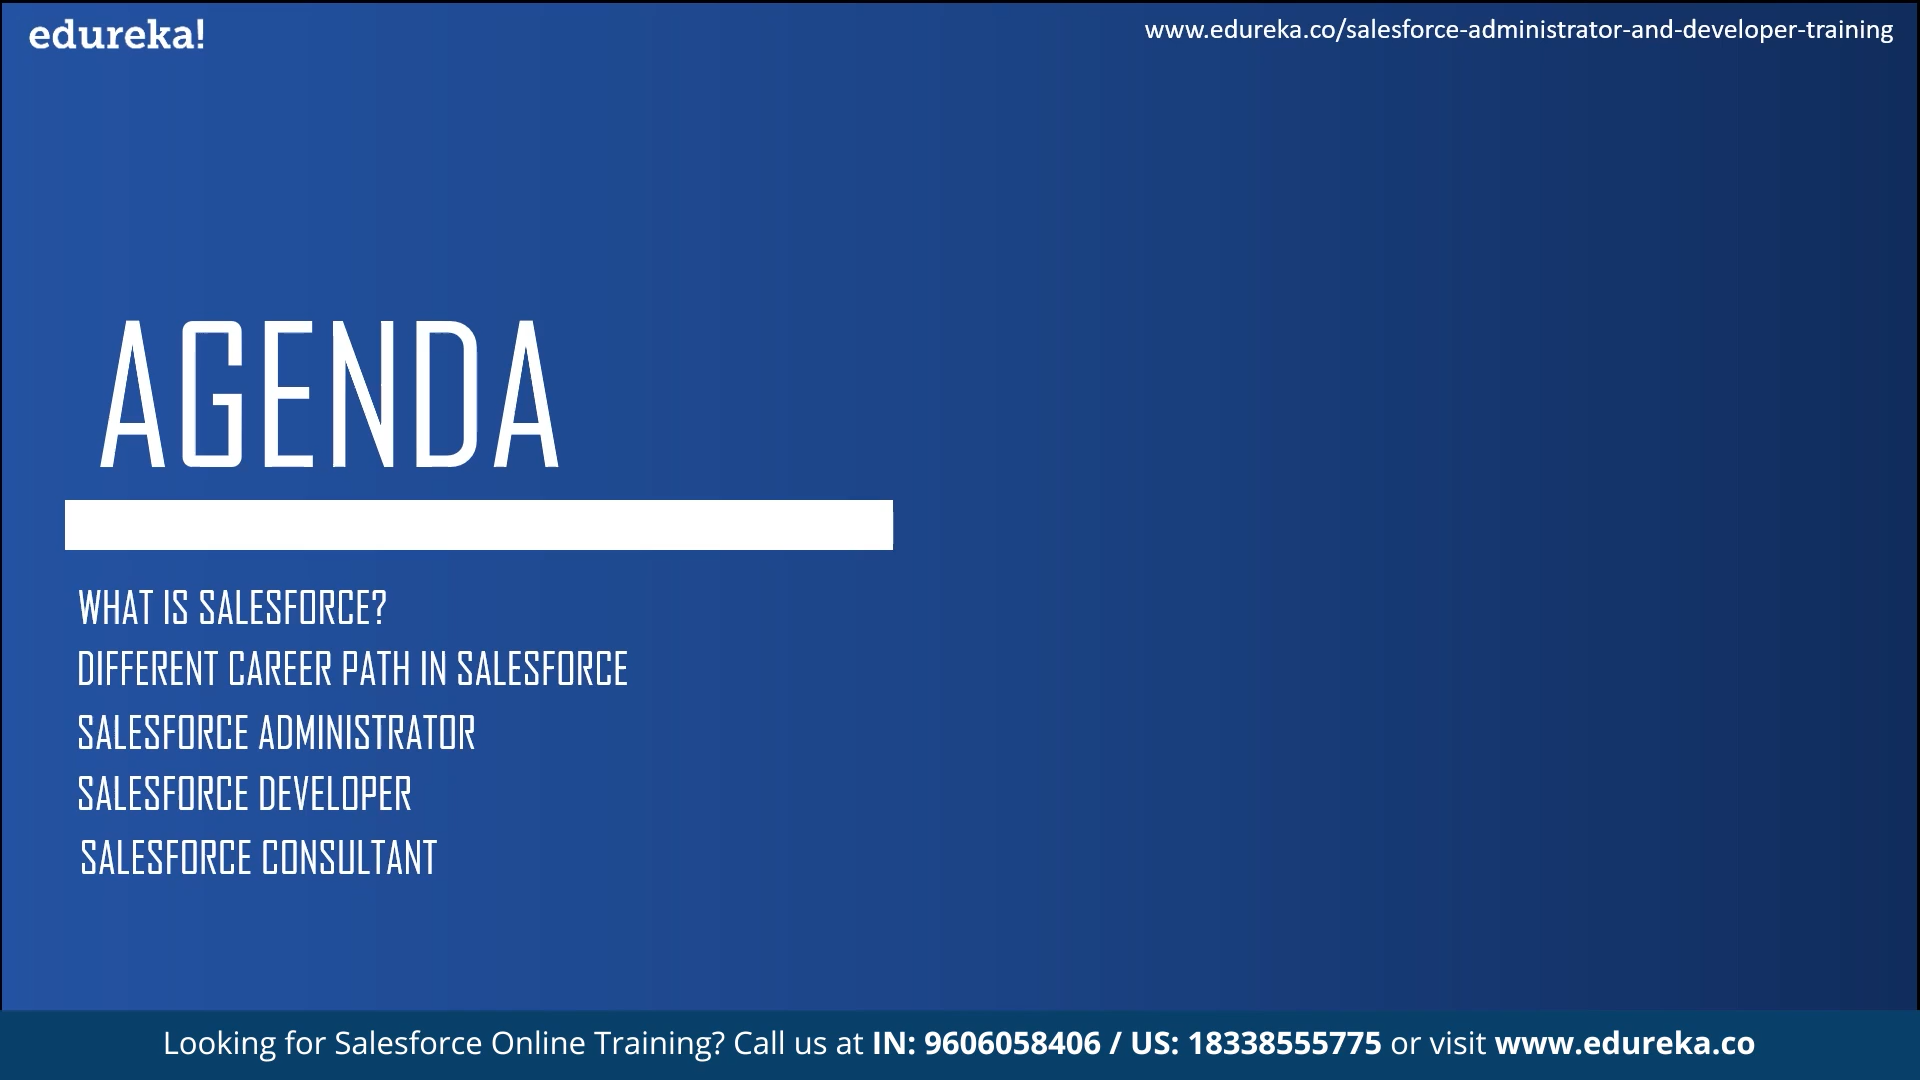 edureka!
www.edureka.co/salesforce-administrator-and-developer-training
AGENDA
WHAT IS SALESFORCE?
DIFFERENT CAREER PATH IN SALESFORCE
SALESFORCE ADMINISTRATOR
SALESFORCE DEVELOPER
SALESFORCE CONSULTANT
Looking for Salesforce Online Training? Call us at IN: 9606058406 / US: 18338555775 or visit www.edureka.co